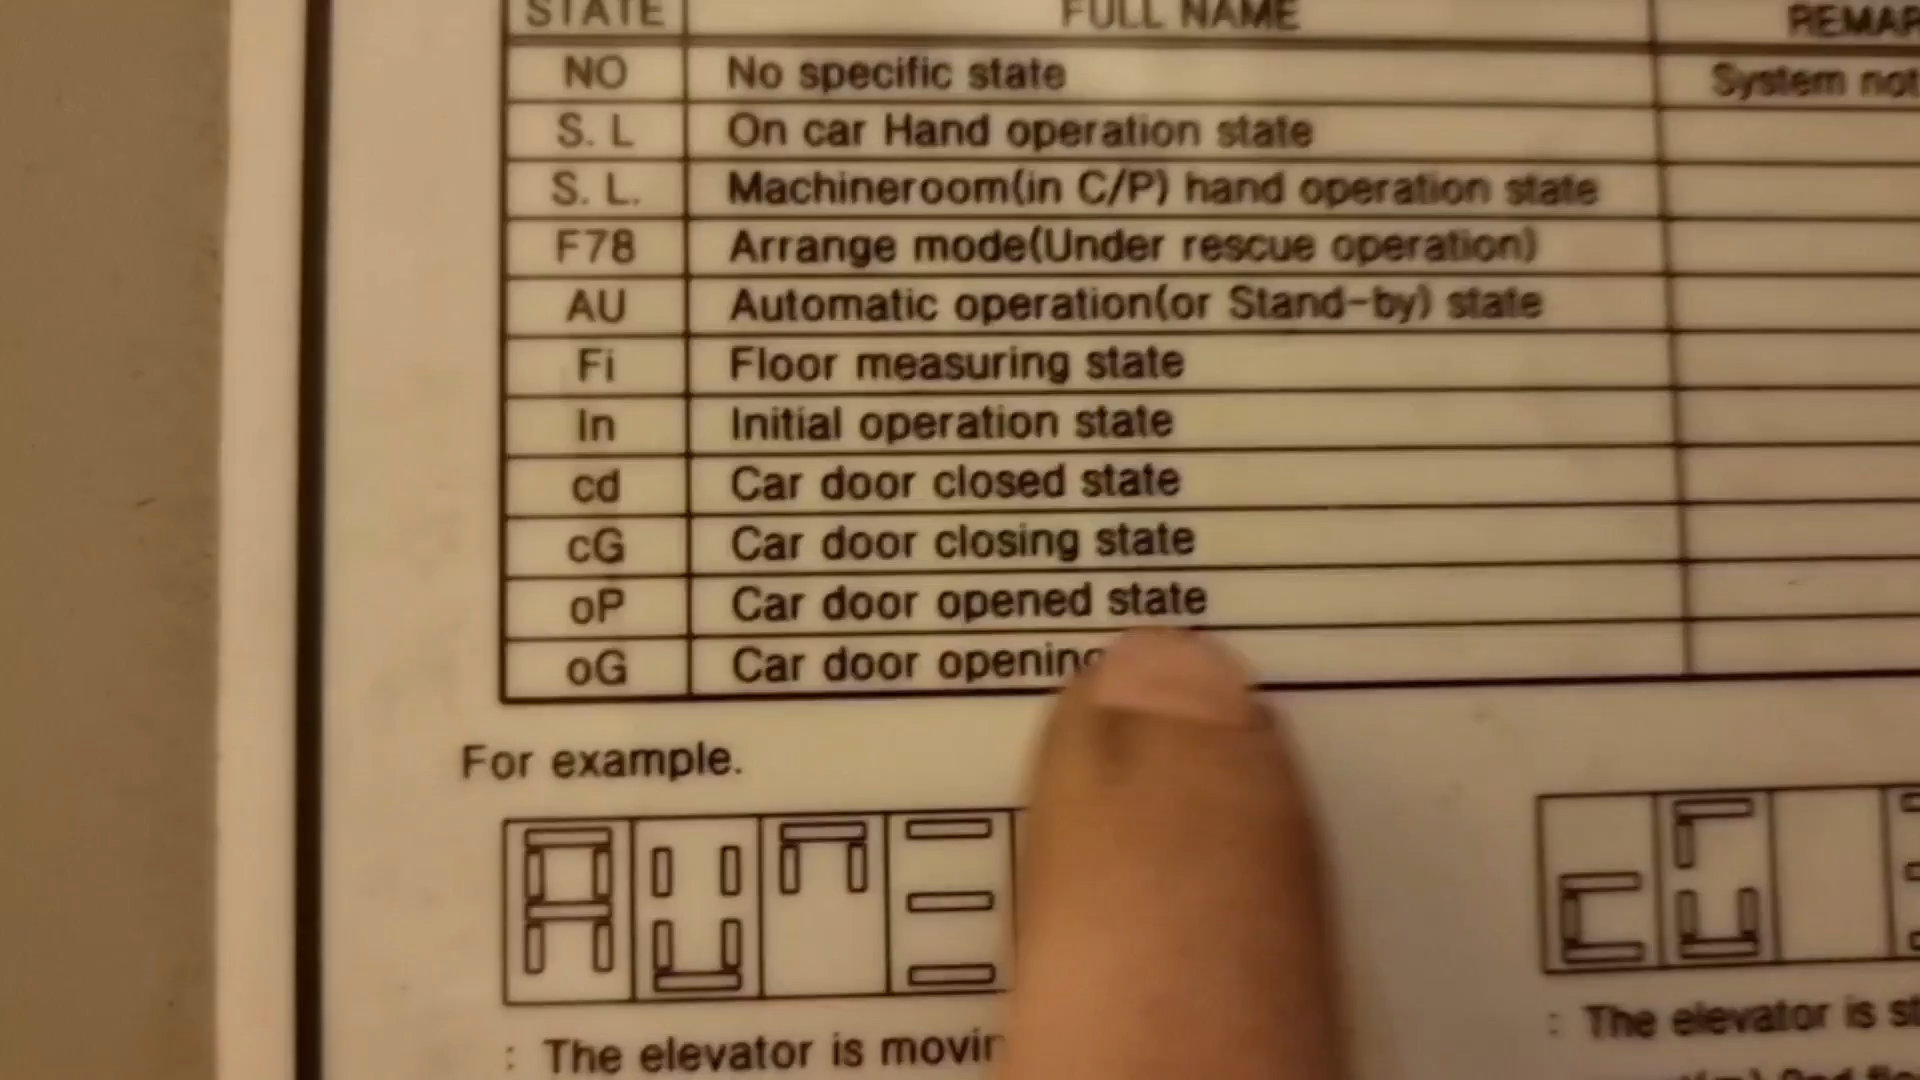 STATE FULL NAME
NO No specific state System not
S. L On car Hand operation state
S. L. Machineroom(in C/P) hand operation state
F78 Arrange mode(Under rescue operation)
AU Automatic operation(or Stand-by) state
Fi Floor measuring state
In Initial operation state
cd Car door closed state
cG Car door closing state
oP Car door opened state
oG Car door opening
For example.
: The elevator is
: The elevator is